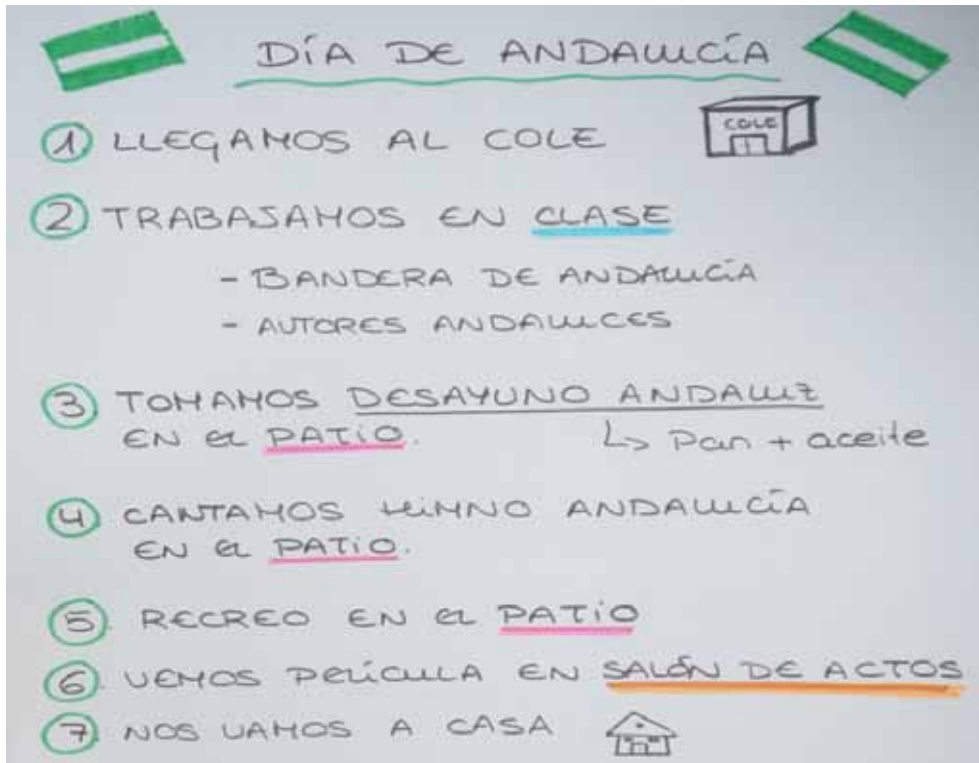 DÍA DE ANDALUCÍA
① LLEGAMOS AL COLE
COLE
② TRABAJAMOS EN CLASE
- BANDERA DE ANDALUCÍA
- AUTORES ANDALUCES
③ TOMAMOS DESAYUNO ANDALUZ
EN EL PATIO.
↳ Pan + aceite
④ CANTAMOS HIMNO ANDALUCÍA
EN EL PATIO.
⑤. RECREO EN EL PATIO
⑥. VEMOS PELÍCULA EN SALÓN DE ACTOS
⑦ NOS VAMOS A CASA